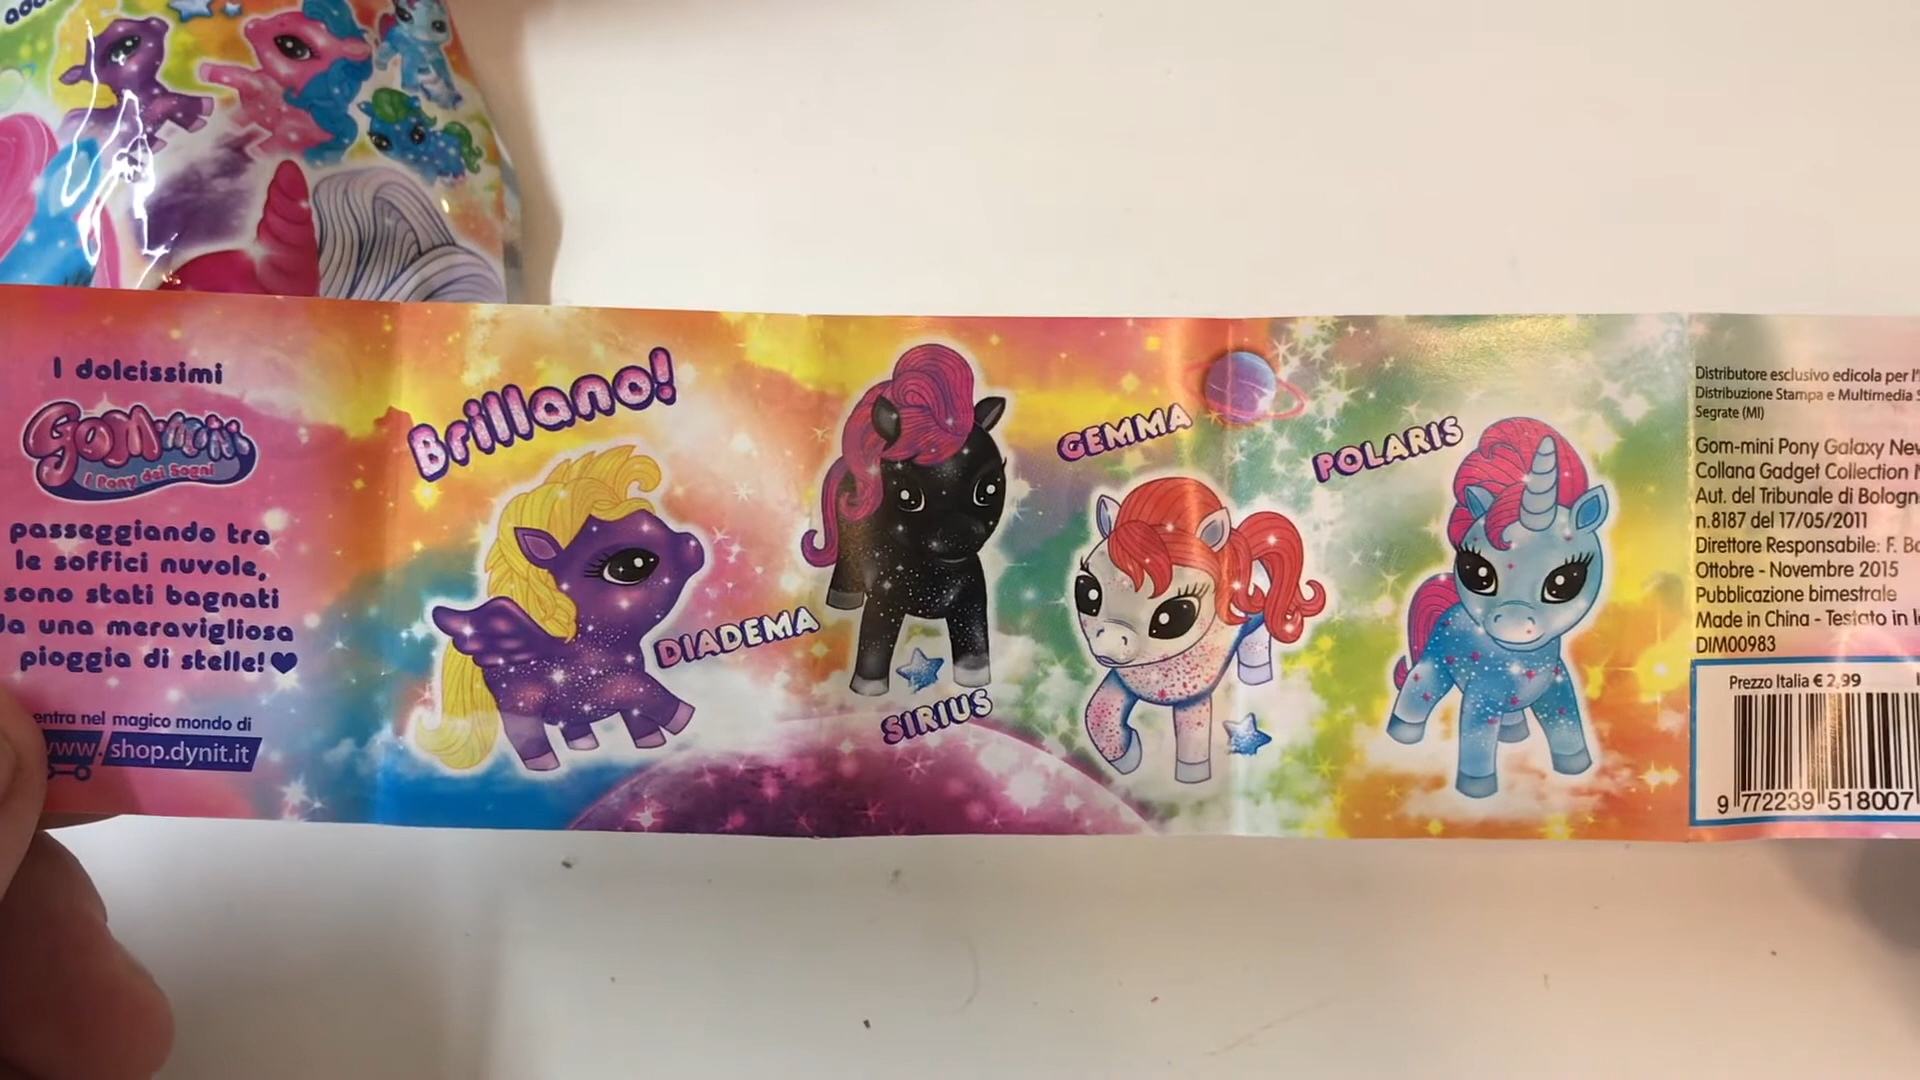 I dolcissimi
Gom-mini
I Pony dei Sogni
passeggiando tra
le soffici nuvole,
sono stati bagnati
da una meravigliosa
pioggia di stelle!
entra nel magico mondo di
www.shop.dynit.it
Brillano!
DIADEMA
SIRIUS
GEMMA
POLARIS
Distributore esclusivo edicola per l'
Distribuzione Stampa e Multimedia S
Segrate (MI)
Gom-mini Pony Galaxy New
Collana Gadget Collection
Aut. del Tribunale di Bologn
n.8187 del 17/05/2011
Direttore Responsabile: F. Bo
Ottobre - Novembre 2015
Pubblicazione bimestrale
Made in China - Testato in
DIM00983
Prezzo Italia € 2,99
9 772239 518007